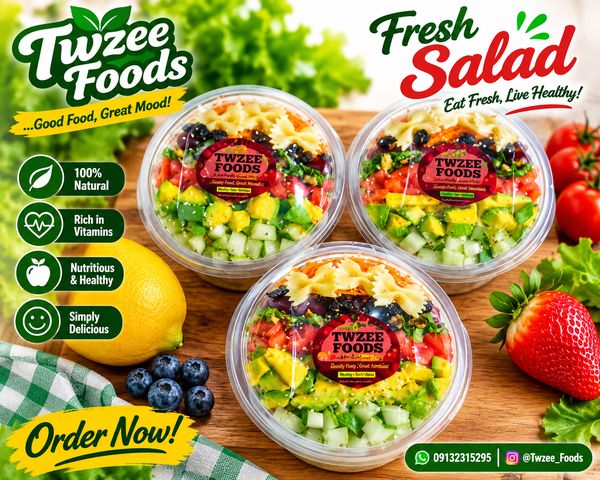 Twzee
Foods
...Good Food, Great Mood!
Fresh
Salad
Eat Fresh, Live Healthy!
100%
Natural
Rich in
Vitamins
Nutritious
& Healthy
Simply
Delicious
TWZEE
FOODS
TWZEE
FOODS
TWZEE
FOODS
Order Now!
09132315295 | @Twzee_Foods